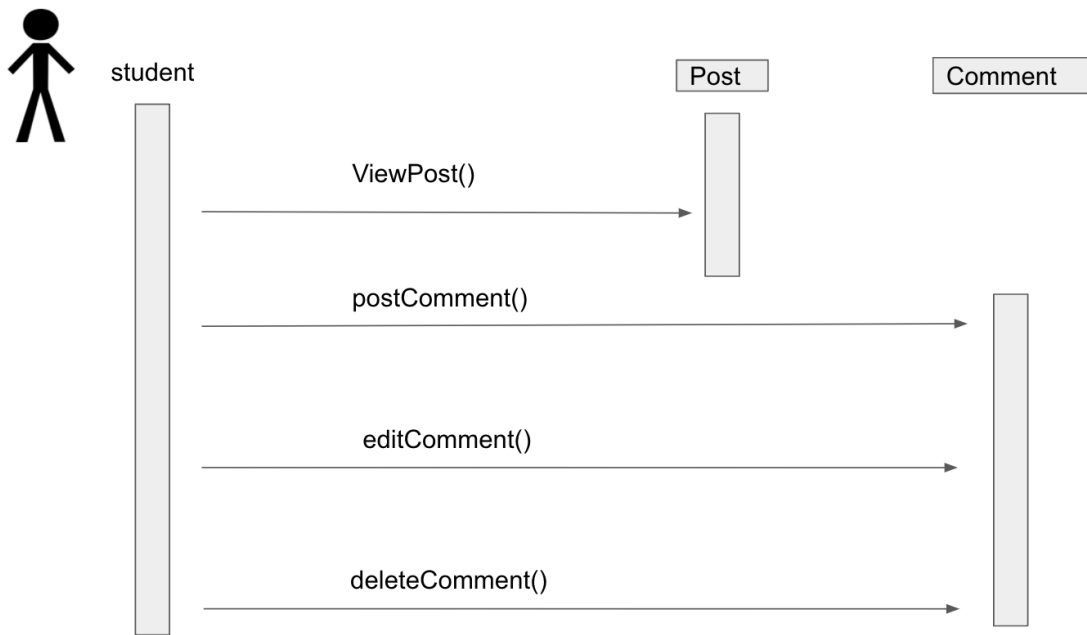 student
Post
Comment
ViewPost()
postComment()
editComment()
deleteComment()